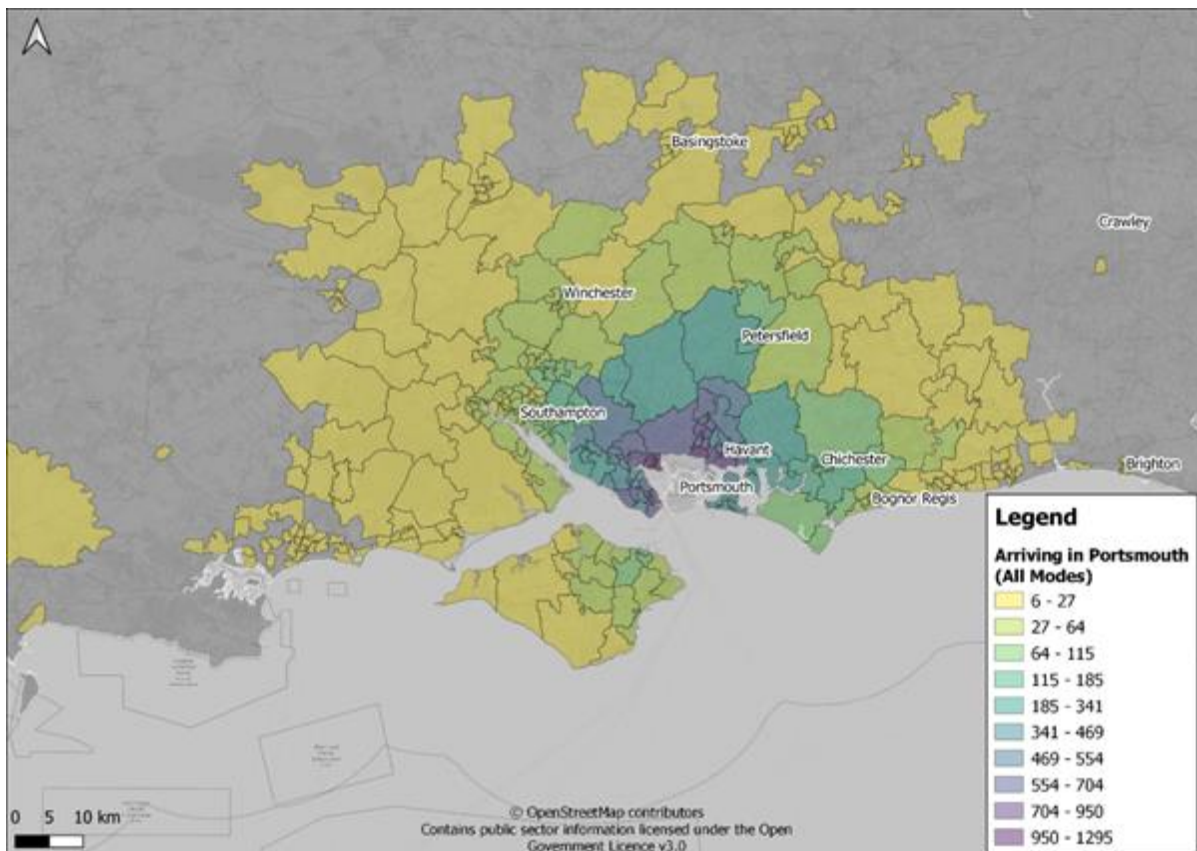 Basingstoke
Crawley
Winchester
Petersfield
Southampton
Havant
Chichester
Portsmouth
Brighton
Bognor Regis
Legend
Arriving in Portsmouth
(All Modes)
6 - 27
27 - 64
64 - 115
115 - 185
185 - 341
341 - 469
469 - 554
554 - 704
704 - 950
950 - 1295
0 5 10 km
© OpenStreetMap contributors
Contains public sector information licensed under the Open
Government Licence v3.0